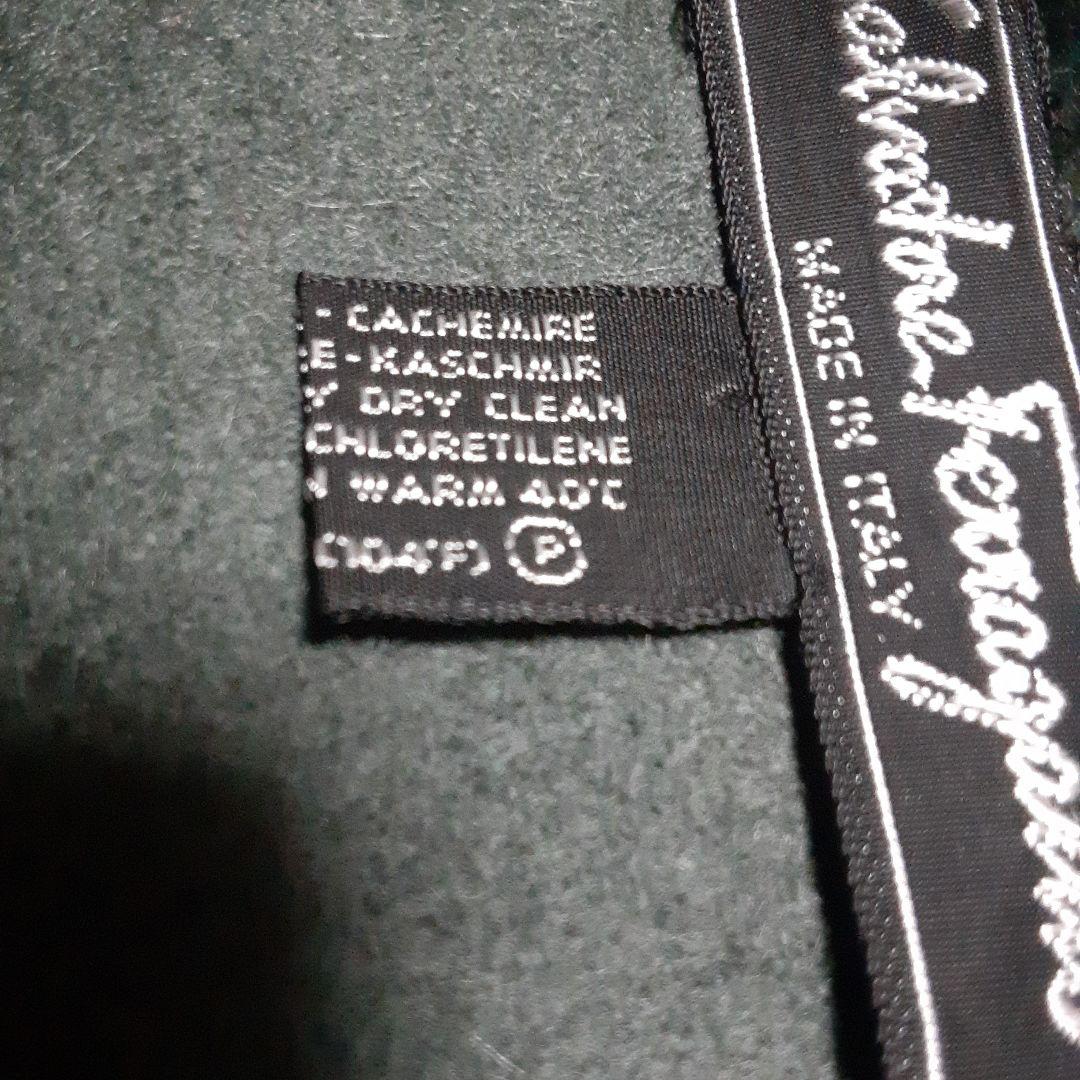 - CACHEMIRE
E - KASCHMIR
Y DRY CLEAN
CHLORETILENE
N WARM 40°C
(104°F) P
Salvatore Ferragamo
MADE IN ITALY